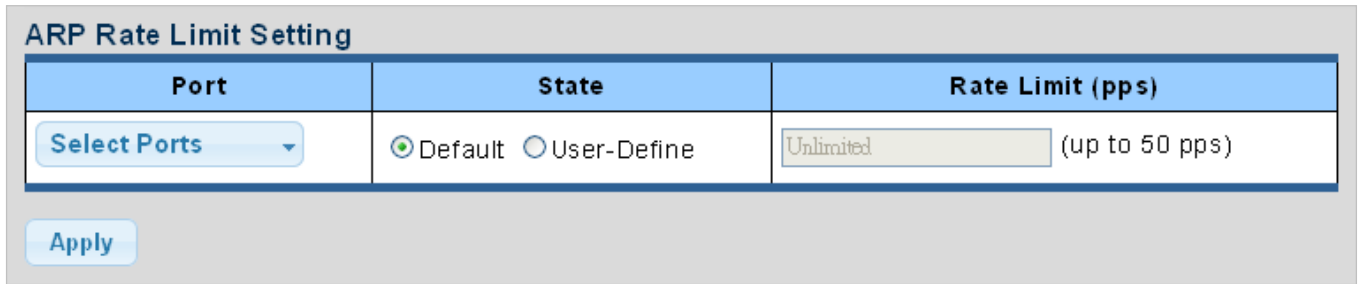 ARP Rate Limit Setting
Port State Rate Limit (pps)
Select Ports Default User-Define Unlimited (up to 50 pps)
Apply